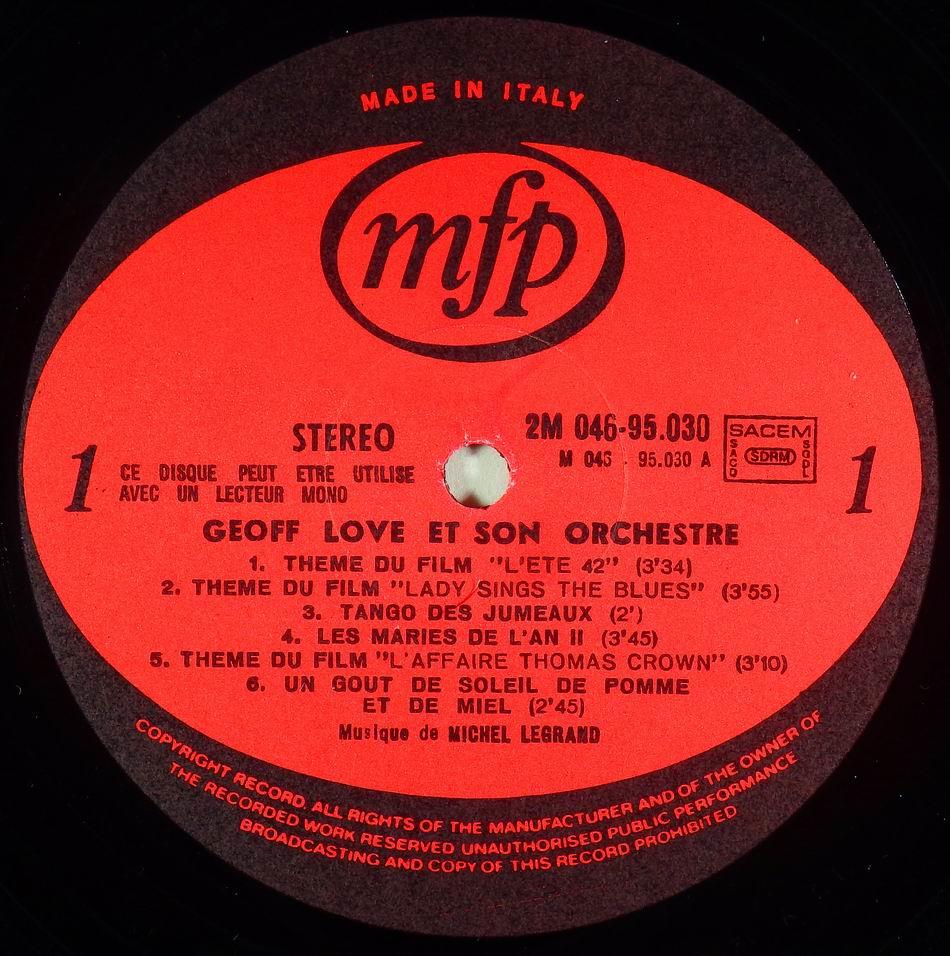 MADE IN ITALY
mfp
STEREO
2M 046-95.030
M 046 95.030 A
SACEM
SACD
SDRM
SGDL
1
CE DISQUE PEUT ETRE UTILISE
AVEC UN LECTEUR MONO
1
GEOFF LOVE ET SON ORCHESTRE
1. THEME DU FILM "L'ETE 42" (3'34)
2. THEME DU FILM "LADY SINGS THE BLUES" (3'55)
3. TANGO DES JUMEAUX (2')
4. LES MARIES DE L'AN II (3'45)
5. THEME DU FILM "L'AFFAIRE THOMAS CROWN" (3'10)
6. UN GOUT DE SOLEIL DE POMME
ET DE MIEL (2'45)
Musique de MICHEL LEGRAND
COPYRIGHT RECORD. ALL RIGHTS OF THE MANUFACTURER AND OF THE OWNER OF
THE RECORDED WORK RESERVED UNAUTHORISED PUBLIC PERFORMANCE
BROADCASTING AND COPY OF THIS RECORD PROHIBITED